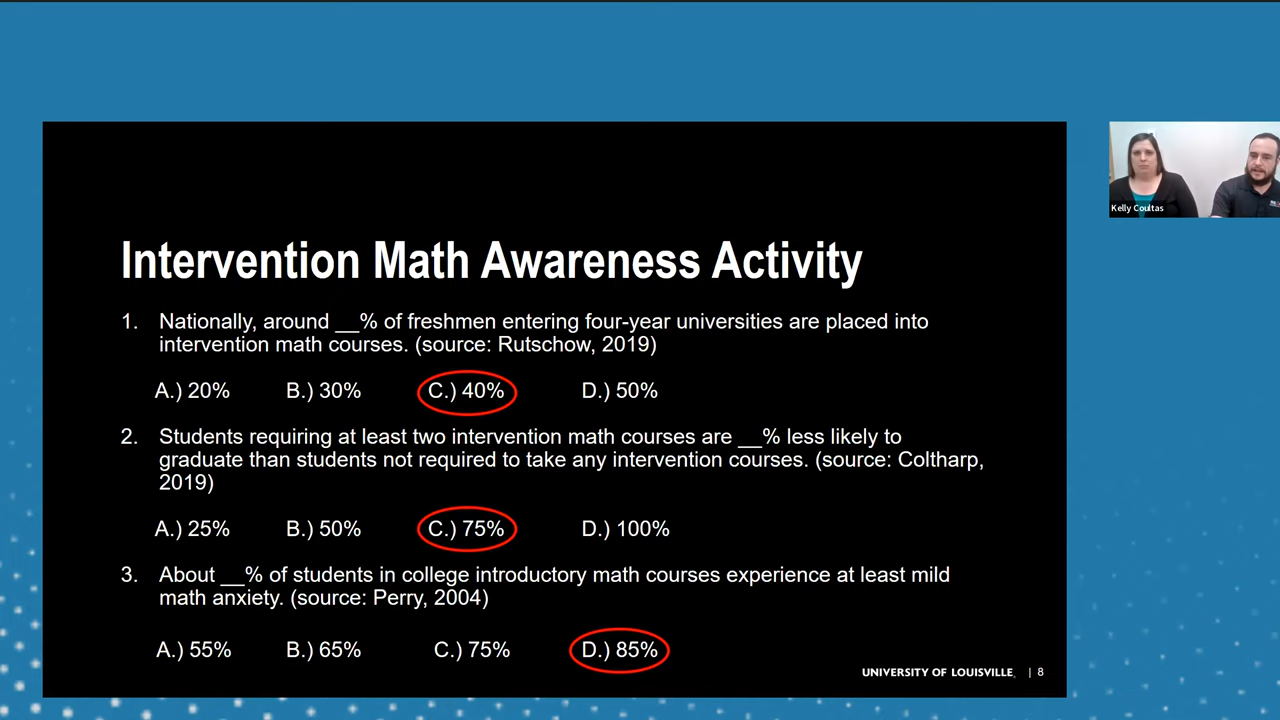 Intervention Math Awareness Activity
1. Nationally, around __% of freshmen entering four-year universities are placed into
intervention math courses. (source: Rutschow, 2019)
A.) 20% B.) 30% C.) 40% D.) 50%
2. Students requiring at least two intervention math courses are __% less likely to
graduate than students not required to take any intervention courses. (source: Coltharp,
2019)
A.) 25% B.) 50% C.) 75% D.) 100%
3. About __% of students in college introductory math courses experience at least mild
math anxiety. (source: Perry, 2004)
A.) 55% B.) 65% C.) 75% D.) 85%
UNIVERSITY OF LOUISVILLE. | 8
Kelly Coultas